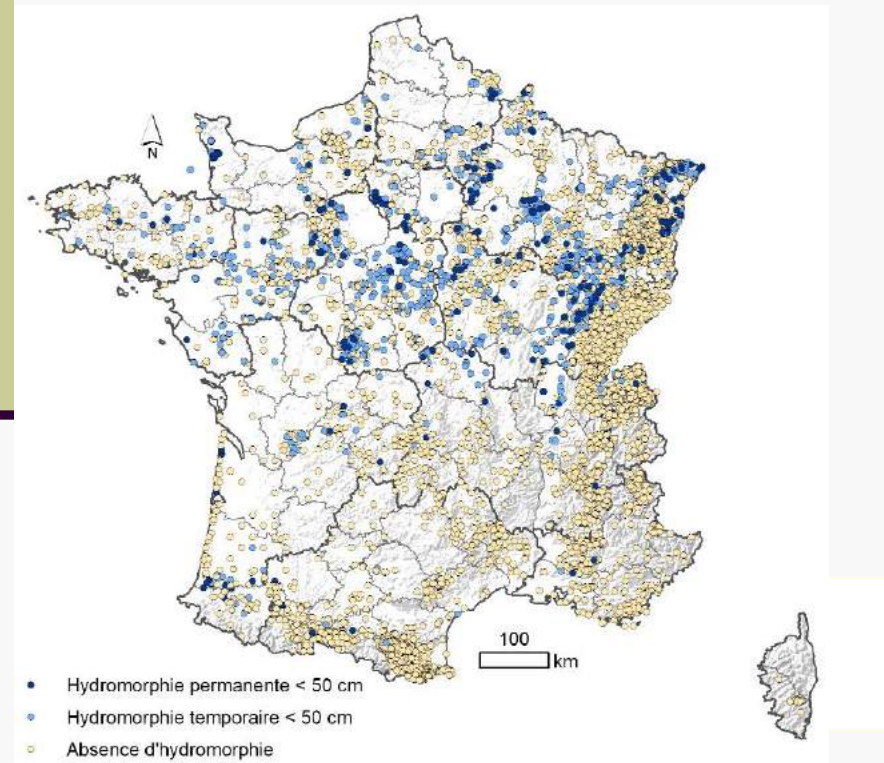 N
100
km
Hydromorphie permanente < 50 cm
Hydromorphie temporaire < 50 cm
Absence d'hydromorphie